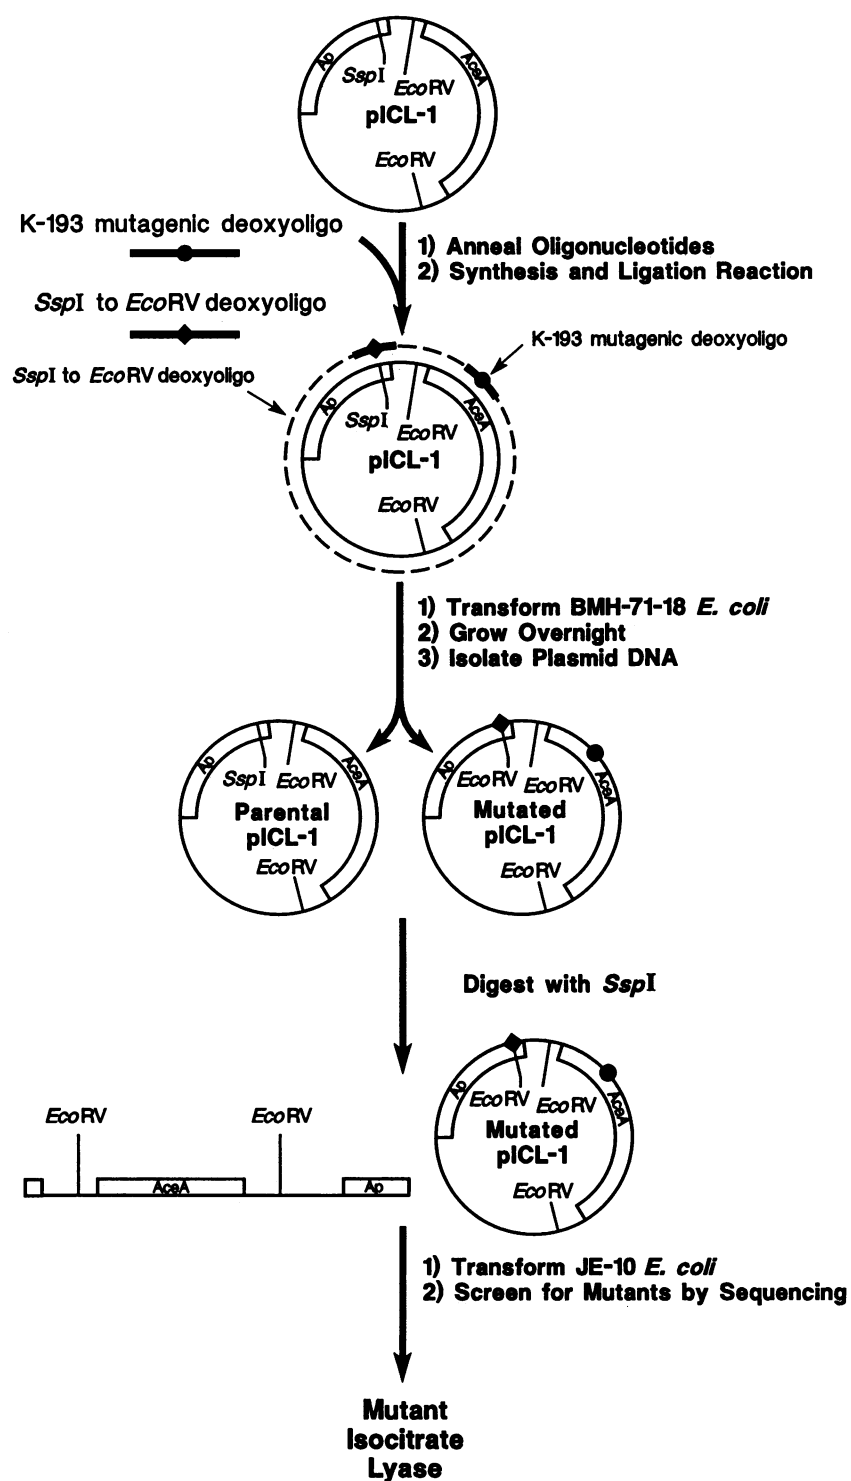 Ap
SspI
EcoRV
AceA
pICL-1
EcoRV
K-193 mutagenic deoxyoligo
1) Anneal Oligonucleotides
2) Synthesis and Ligation Reaction
SspI to EcoRV deoxyoligo
K-193 mutagenic deoxyoligo
SspI to EcoRV deoxyoligo
Ap
SspI
EcoRV
AceA
pICL-1
EcoRV
1) Transform BMH-71-18 E. coli
2) Grow Overnight
3) Isolate Plasmid DNA
Ap
SspI
EcoRV
AceA
Parental
pICL-1
EcoRV
Ap
EcoRV
EcoRV
AceA
Mutated
pICL-1
EcoRV
Digest with SspI
EcoRV
EcoRV
AceA
Ap
Ap
EcoRV
EcoRV
AceA
Mutated
pICL-1
EcoRV
1) Transform JE-10 E. coli
2) Screen for Mutants by Sequencing
Mutant
Isocitrate
Lyase